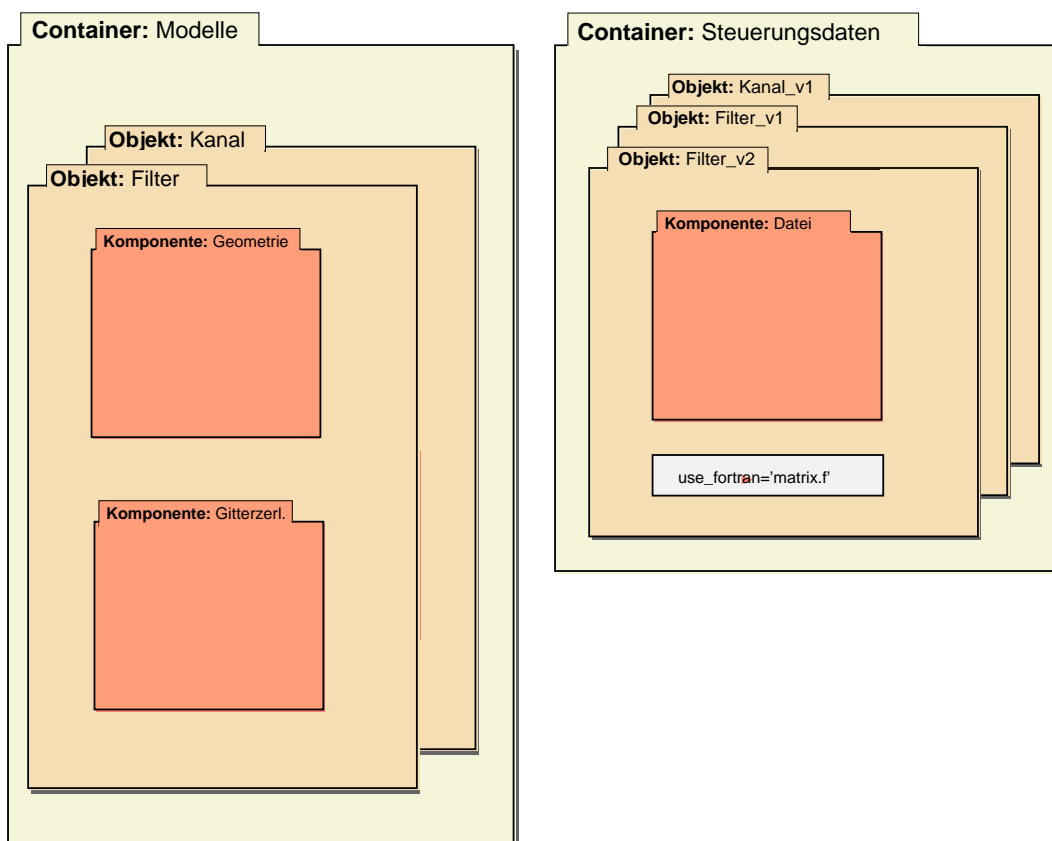 Container: Modelle
Objekt: Kanal
Objekt: Filter
Komponente: Geometrie
Komponente: Gitterzerl.
Container: Steuerungsdaten
Objekt: Kanal_v1
Objekt: Filter_v1
Objekt: Filter_v2
Komponente: Datei
use_fortran=’matrix.f’